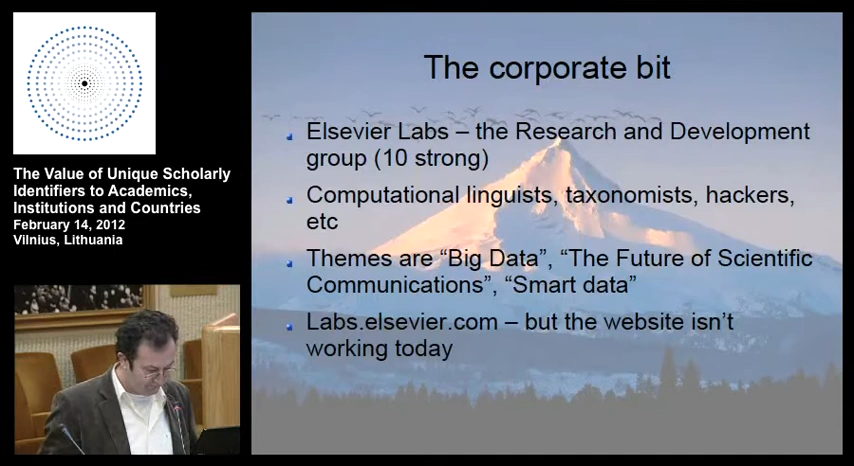 The Value of Unique Scholarly
Identifiers to Academics,
Institutions and Countries
February 14, 2012
Vilnius, Lithuania
The corporate bit
Elsevier Labs – the Research and Development
group (10 strong)
Computational linguists, taxonomists, hackers,
etc
Themes are “Big Data”, “The Future of Scientific
Communications”, “Smart data”
Labs.elsevier.com – but the website isn’t
working today